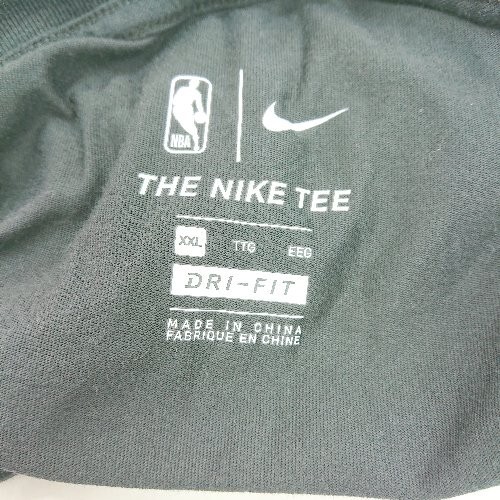 NBA
THE NIKE TEE
XXL TTG EEG
DRI-FIT
MADE IN CHINA
FABRIQUE EN CHINE